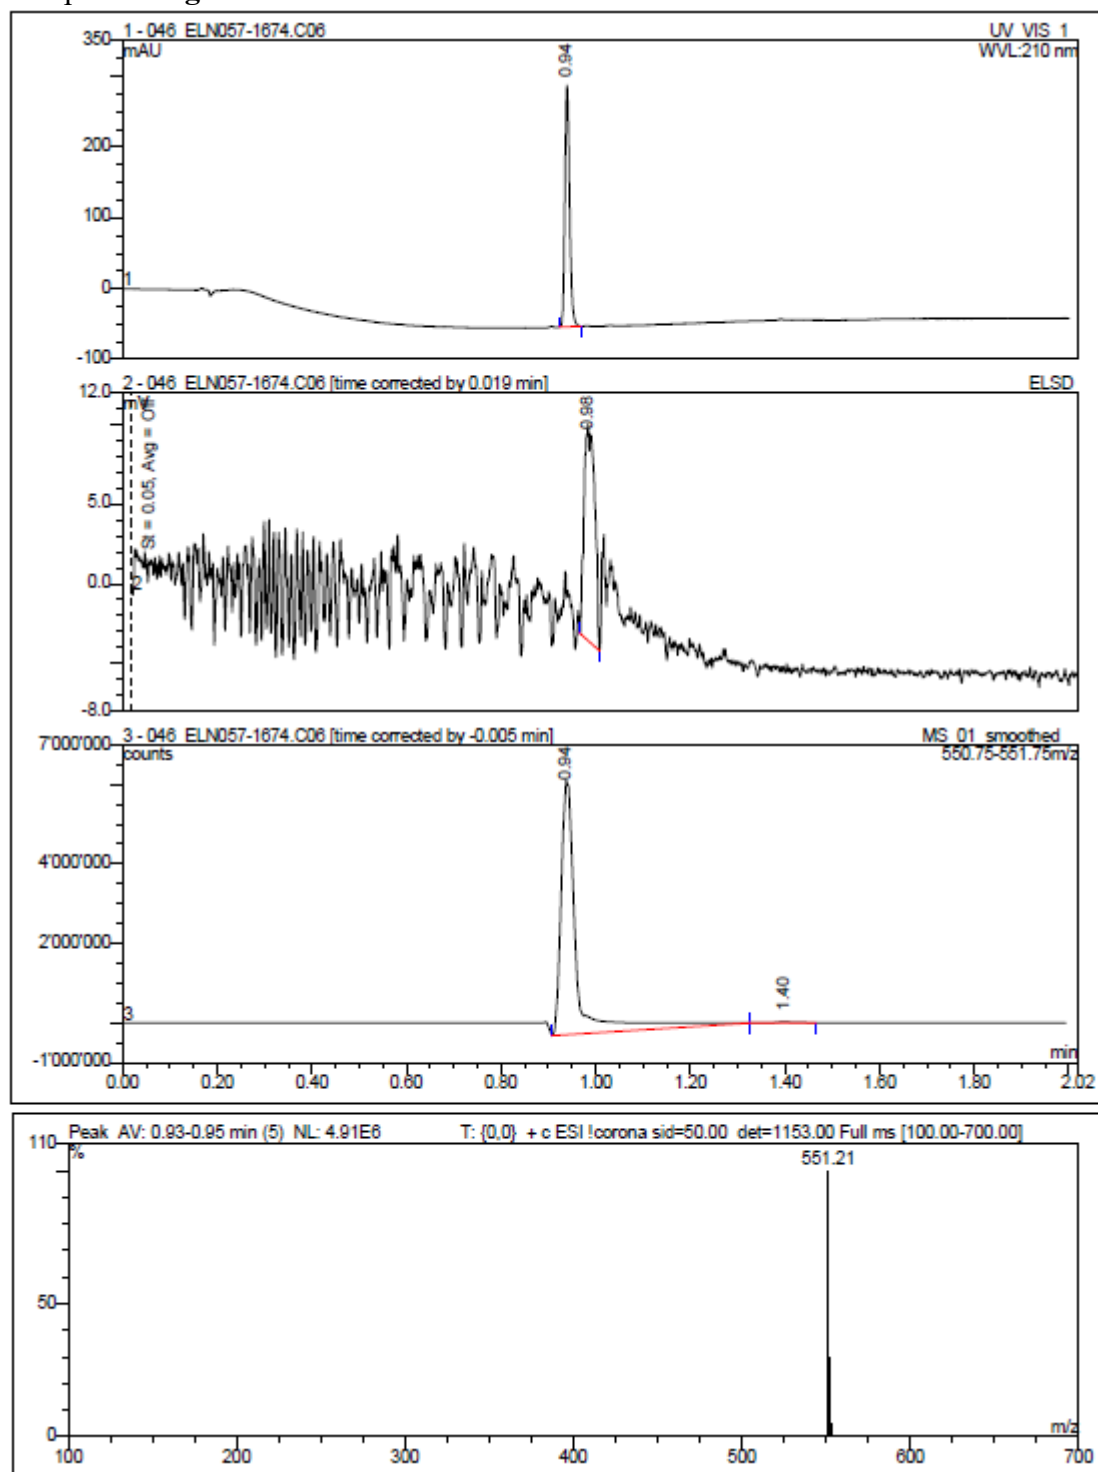 1 - 046 ELN057-1674.C06 UV_VIS_1
mAU WVL:210 nm
350
200
100
0
-100
0.94
1
2 - 046 ELN057-1674.C06 [time corrected by 0.019 min] ELSD
12.0
5.0
0.0
-8.0
St = 0.05, Avg = Off
0.98
2
3 - 046 ELN057-1674.C06 [time corrected by -0.005 min] MS_01_smoothed
counts 550.75-551.75m/z
7'000'000
4'000'000
2'000'000
-1'000'000
0.94
1.40
3
min
0.00 0.20 0.40 0.60 0.80 1.00 1.20 1.40 1.60 1.80 2.02
Peak AV: 0.93-0.95 min (5) NL: 4.91E6 T: {0,0} + c ESI !corona sid=50.00 det=1153.00 Full ms [100.00-700.00]
%
110
50
0
551.21
m/z
100 200 300 400 500 600 700